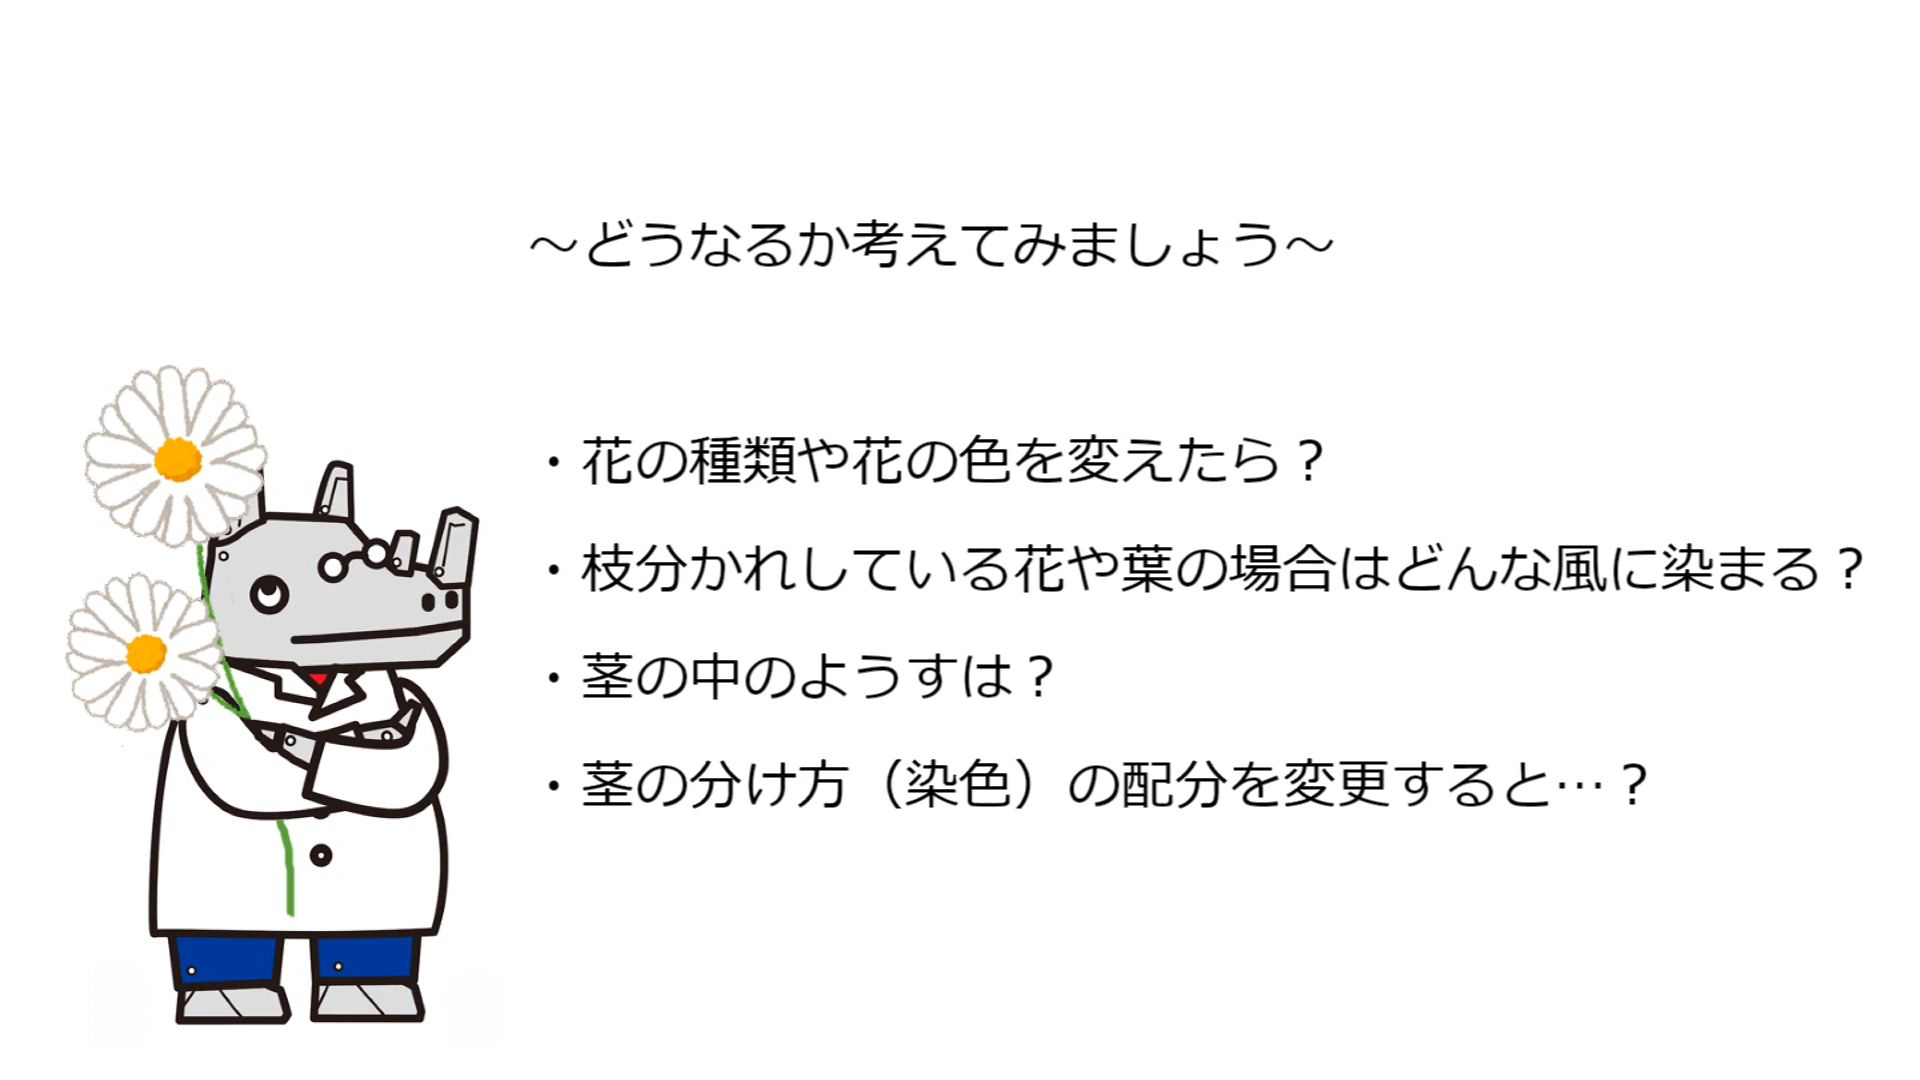 ～どうなるか考えてみましょう～
・花の種類や花の色を変えたら？
・枝分かれしている花や葉の場合はどんな風に染まる？
・茎の中のようすは？
・茎の分け方（染色）の配分を変更すると…？